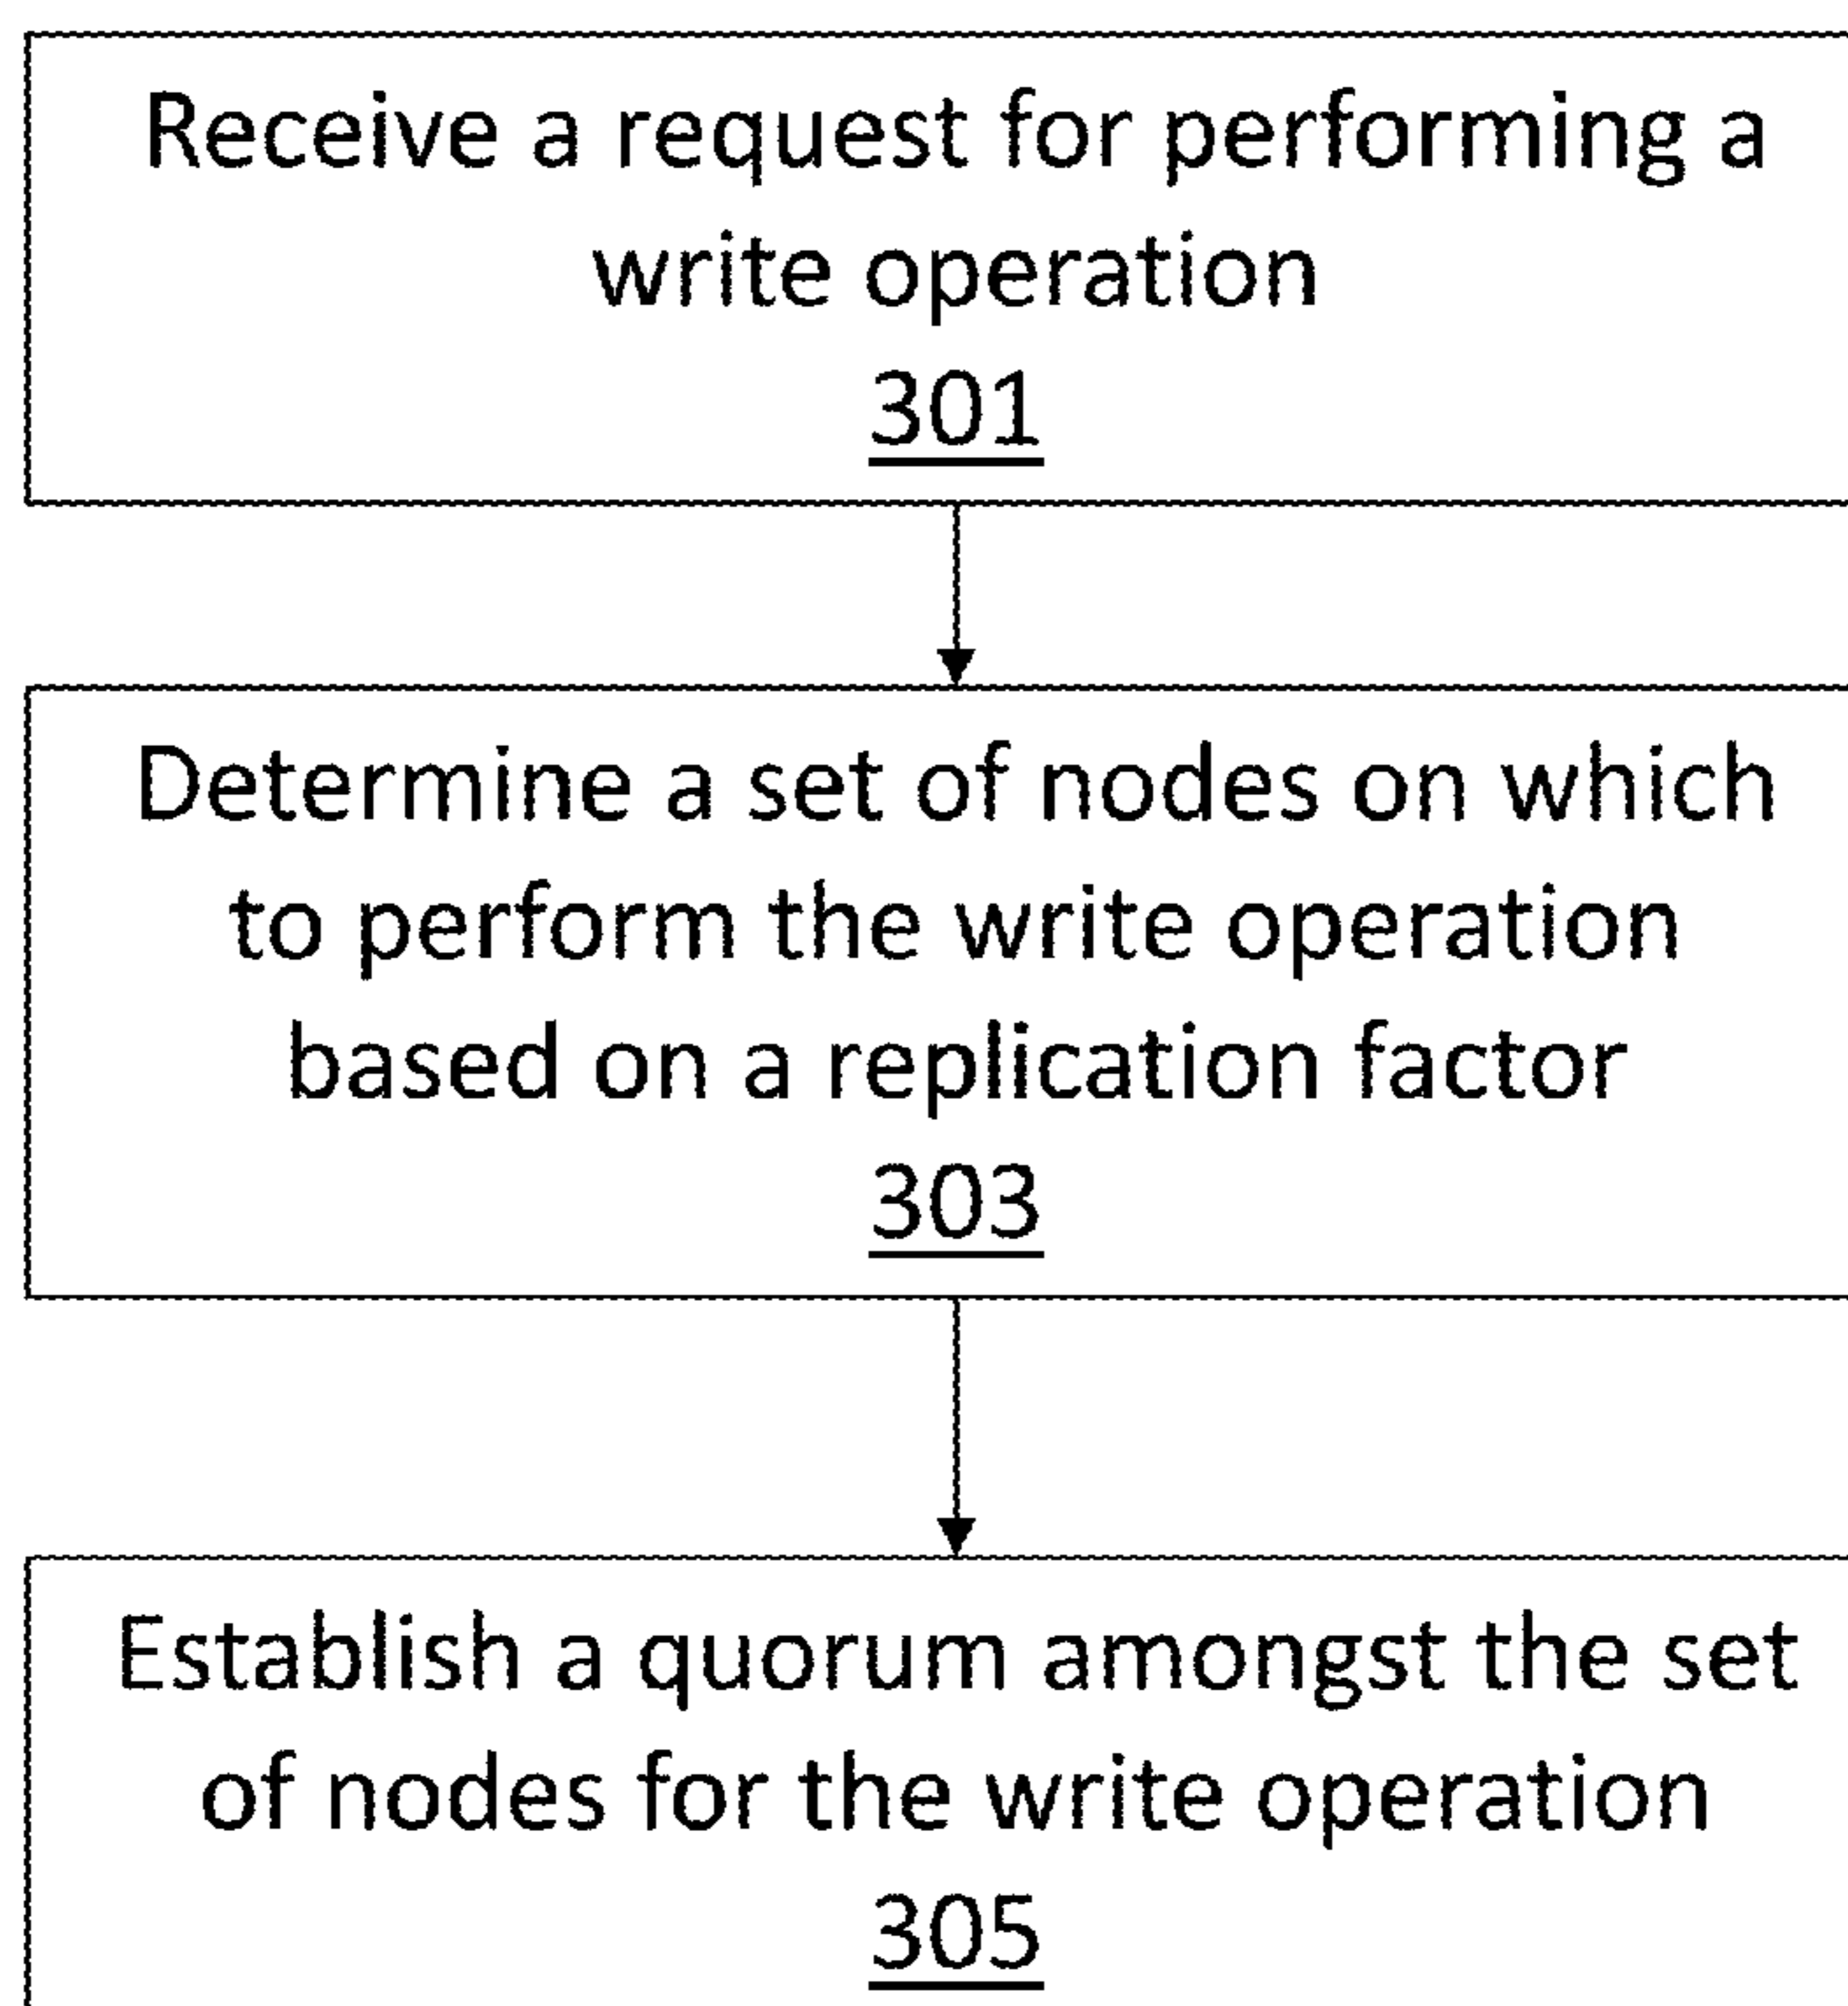 Receive a request for performing a
write operation
301
Determine a set of nodes on which
to perform the write operation
based on a replication factor
303
Establish a quorum amongst the set
of nodes for the write operation
305